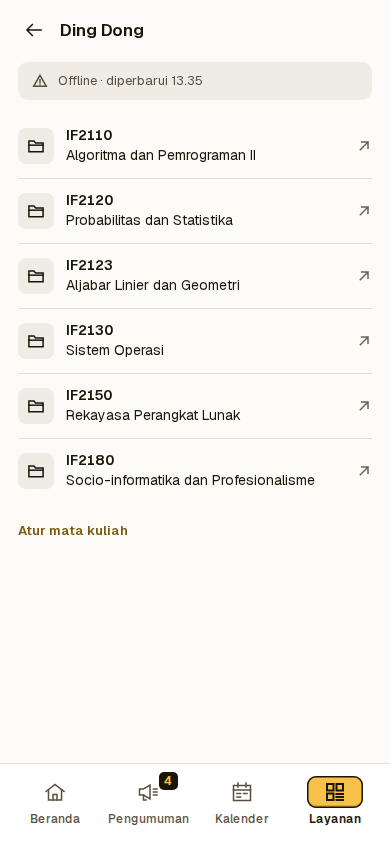 Ding Dong
Offline · diperbarui 13.35
IF2110
Algoritma dan Pemrograman II
IF2120
Probabilitas dan Statistika
IF2123
Aljabar Linier dan Geometri
IF2130
Sistem Operasi
IF2150
Rekayasa Perangkat Lunak
IF2180
Socio-informatika dan Profesionalisme
Atur mata kuliah
4
Beranda Pengumuman Kalender Layanan